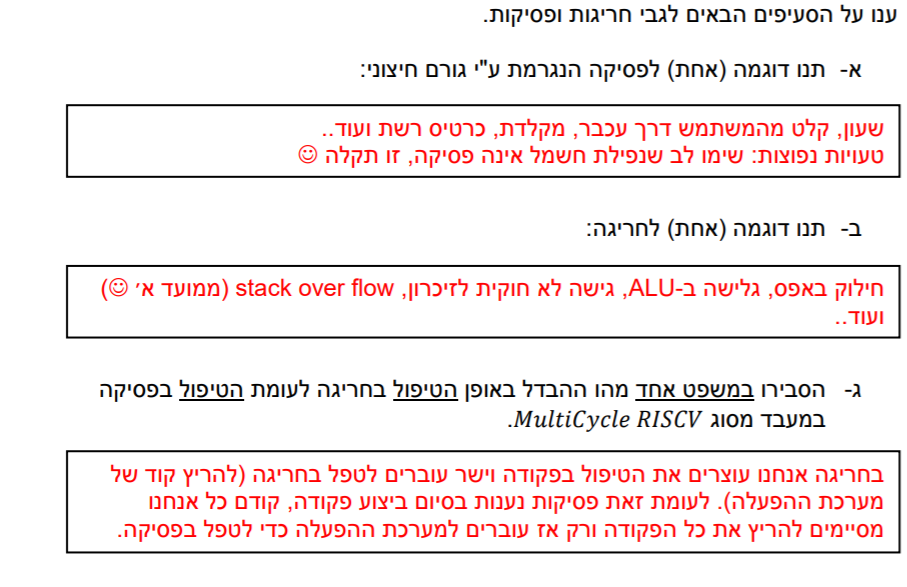 ענו על הסעיפים הבאים לגבי חריגות ופסיקות.
א- תנו דוגמה (אחת) לפסיקה הנגרמת ע"י גורם חיצוני:
שעון, קלט מהמשתמש דרך עכבר, מקלדת, כרטיס רשת ועוד..
טעויות נפוצות: שימו לב שנפילת חשמל אינה פסיקה, זו תקלה ☺
ב- תנו דוגמה (אחת) לחריגה:
חילוק באפס, גלישה ב-ALU, גישה לא חוקית לזיכרון, stack over flow (ממועד א׳ ☺)
ועוד..
ג- הסבירו במשפט אחד מהו ההבדל באופן הטיפול בחריגה לעומת הטיפול בפסיקה
במעבד מסוג MultiCycle RISCV.
בחריגה אנחנו עוצרים את הטיפול בפקודה וישר עוברים לטפל בחריגה (להריץ קוד של
מערכת ההפעלה). לעומת זאת פסיקות נענות בסיום ביצוע פקודה, קודם כל אנחנו
מסיימים להריץ את כל הפקודה ורק אז עוברים למערכת ההפעלה כדי לטפל בפסיקה.